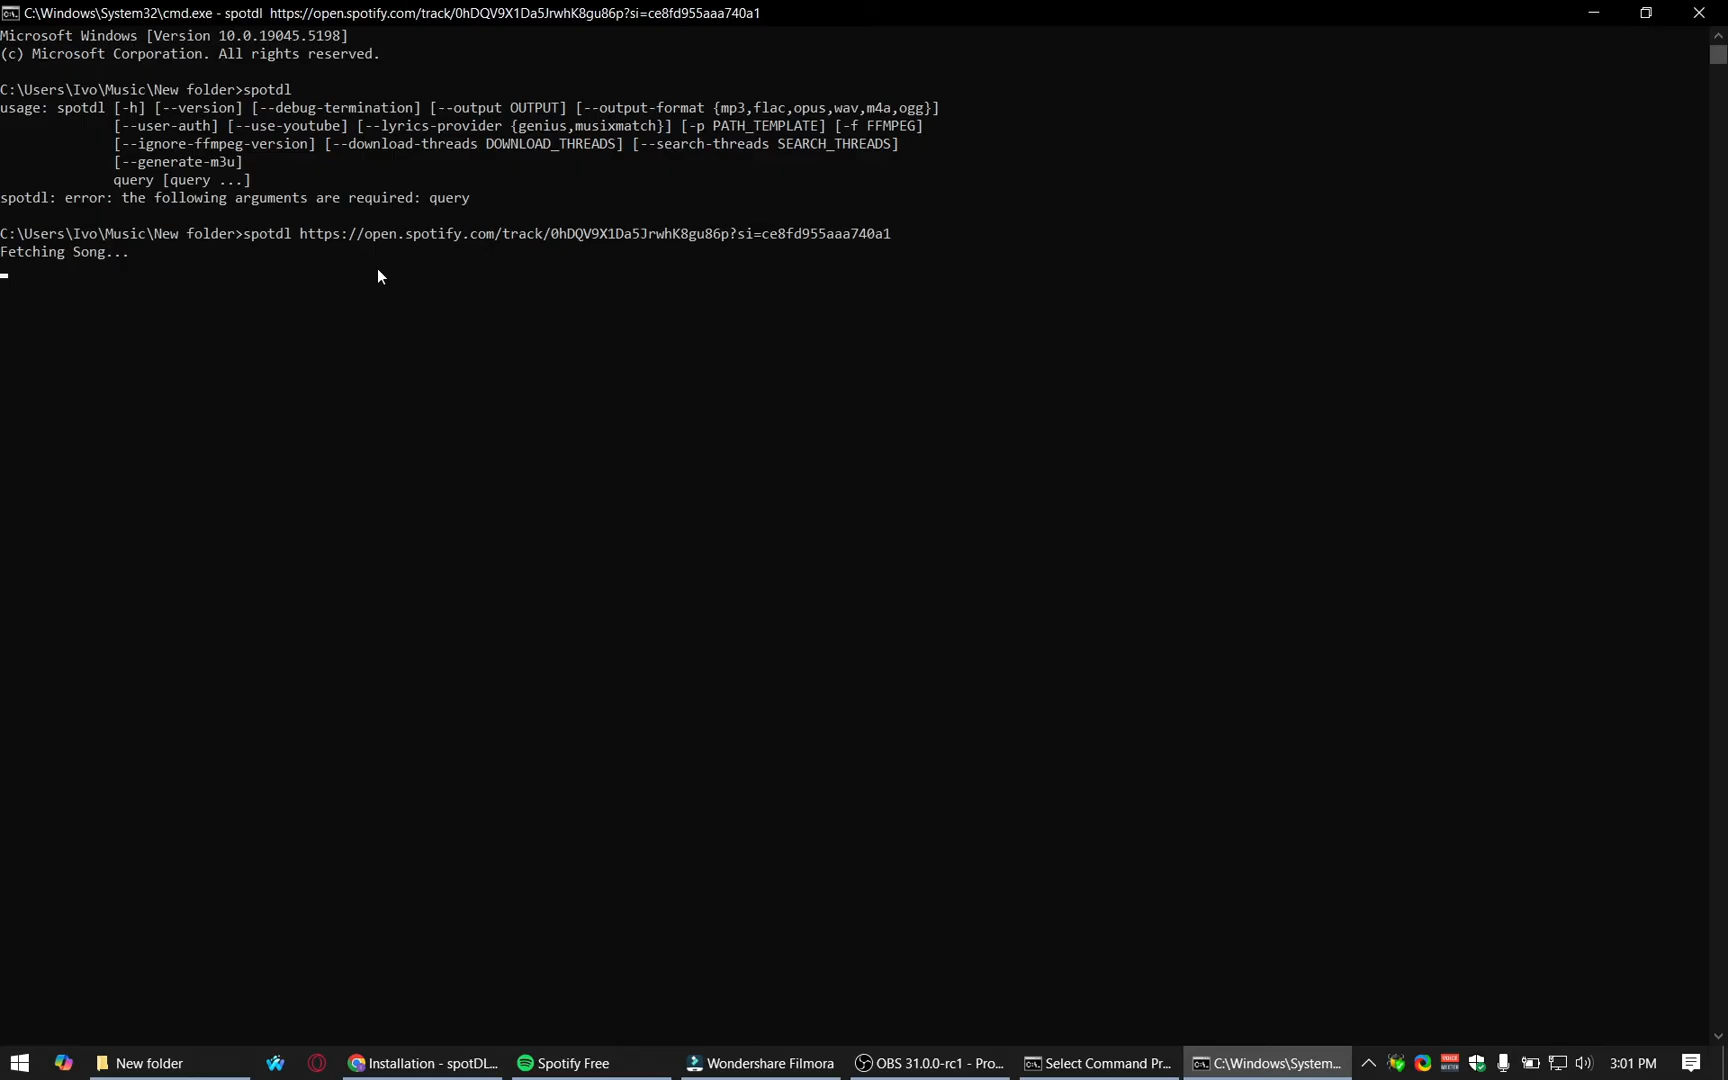 C:\Windows\System32\cmd.exe - spotdl  https://open.spotify.com/track/0hDQV9X1Da5JrwhK8gu86p?si=ce8fd955aaa740a1
Microsoft Windows [Version 10.0.19045.5198]
(c) Microsoft Corporation. All rights reserved.
C:\Users\Ivo\Music\New folder>spotdl
usage: spotdl [-h] [--version] [--debug-termination] [--output OUTPUT] [--output-format {mp3,flac,opus,wav,m4a,ogg}]
[--user-auth] [--use-youtube] [--lyrics-provider {genius,musixmatch}] [-p PATH_TEMPLATE] [-f FFMPEG]
[--ignore-ffmpeg-version] [--download-threads DOWNLOAD_THREADS] [--search-threads SEARCH_THREADS]
[--generate-m3u]
query [query ...]
spotdl: error: the following arguments are required: query
C:\Users\Ivo\Music\New folder>spotdl https://open.spotify.com/track/0hDQV9X1Da5JrwhK8gu86p?si=ce8fd955aaa740a1
Fetching Song...
New folder
Installation - spotDL...
Spotify Free
Wondershare Filmora
OBS 31.0.0-rc1 - Pro...
Select Command Pr...
C:\Windows\System...
3:01 PM